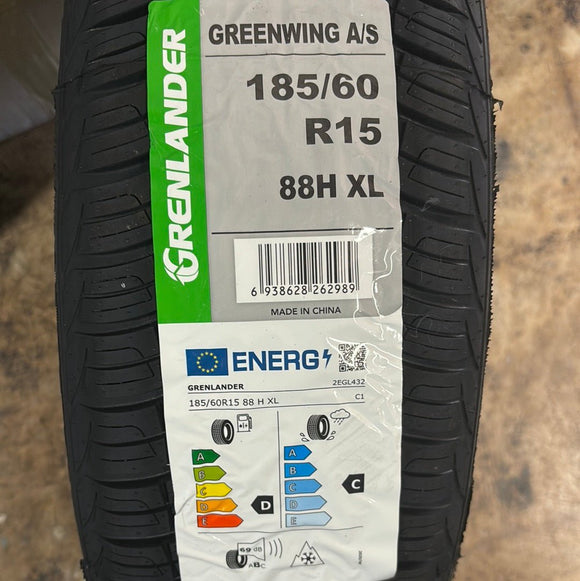 GRENLANDER
GREENWING A/S
185/60
R15
88H XL
6 938628 262989
MADE IN CHINA
ENERG
GRENLANDER 2EGL432
185/60R15 88 H XL C1
A
B
C
D
E
D
A
B
C
D
E
C
69 dB
ABC